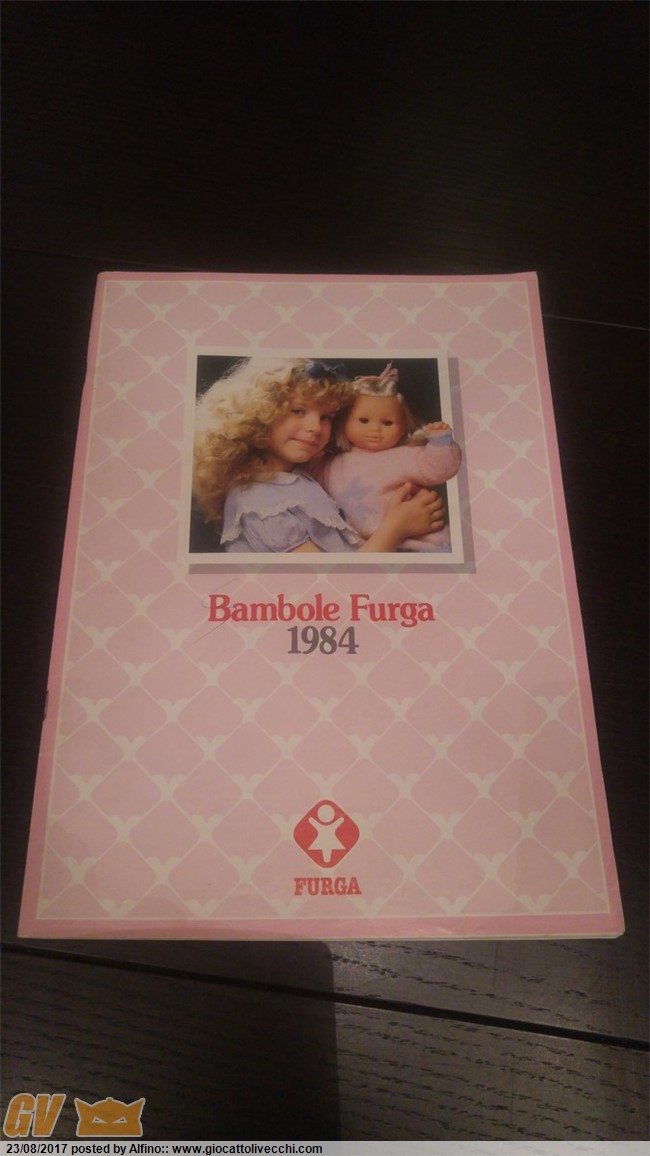 Bambole Furga
1984
FURGA
GV
23/08/2017 posted by Alfino:: www.giocattolivecchi.com